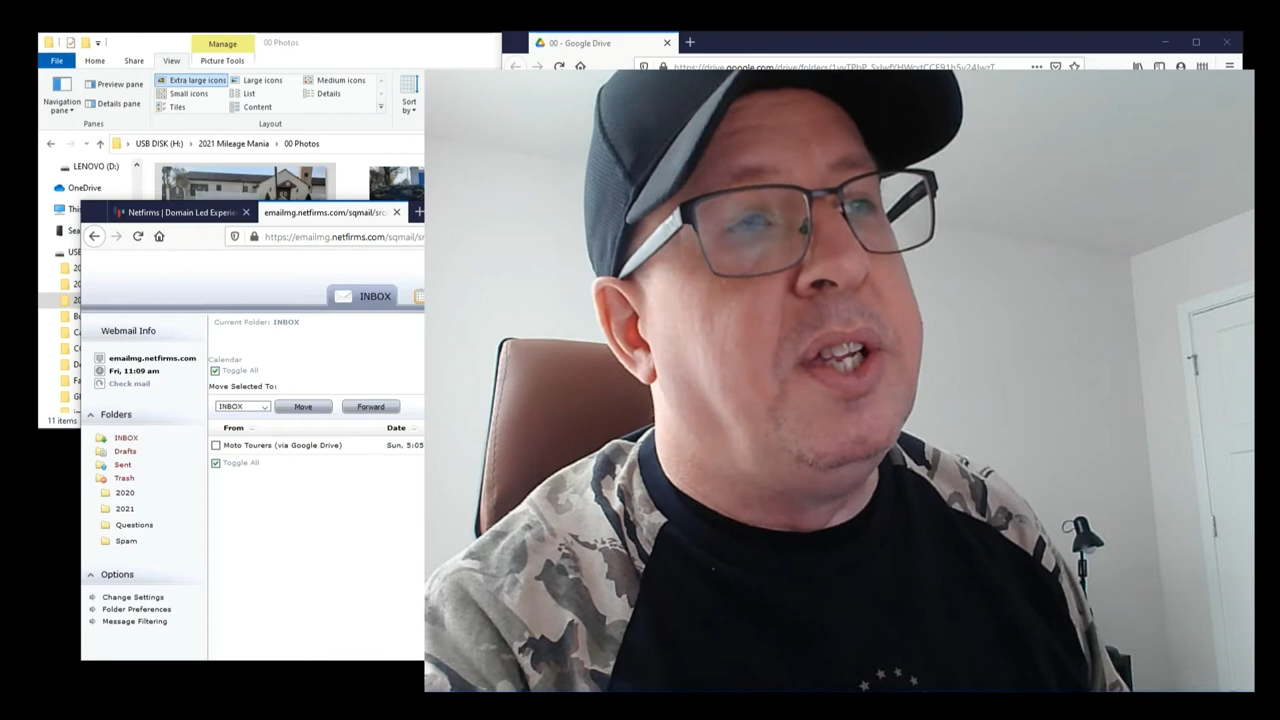 Manage
00 Photos
File
Home
Share
View
Picture Tools
Navigation
pane
Preview pane
Details pane
Panes
Extra large icons
Large icons
Medium icons
Small icons
List
Details
Tiles
Content
Layout
Sort
by
USB DISK (H:)
2021 Mileage Mania
00 Photos
LENOVO (D:)
OneDrive
11 items
00 - Google Drive
Netfirms | Domain Led Experie
emailmg.netfirms.com/sqmail/src
https://emailmg.netfirms.com/sqmail/s
INBOX
Webmail Info
emailmg.netfirms.com
Fri, 11:09 am
Check mail
Folders
INBOX
Drafts
Sent
Trash
2020
2021
Questions
Spam
Options
Change Settings
Folder Preferences
Message Filtering
Current Folder: INBOX
Calendar
Toggle All
Move Selected To:
INBOX
Move
Forward
From
Date
Moto Tourers (via Google Drive)
Sun, 5:05
Toggle All